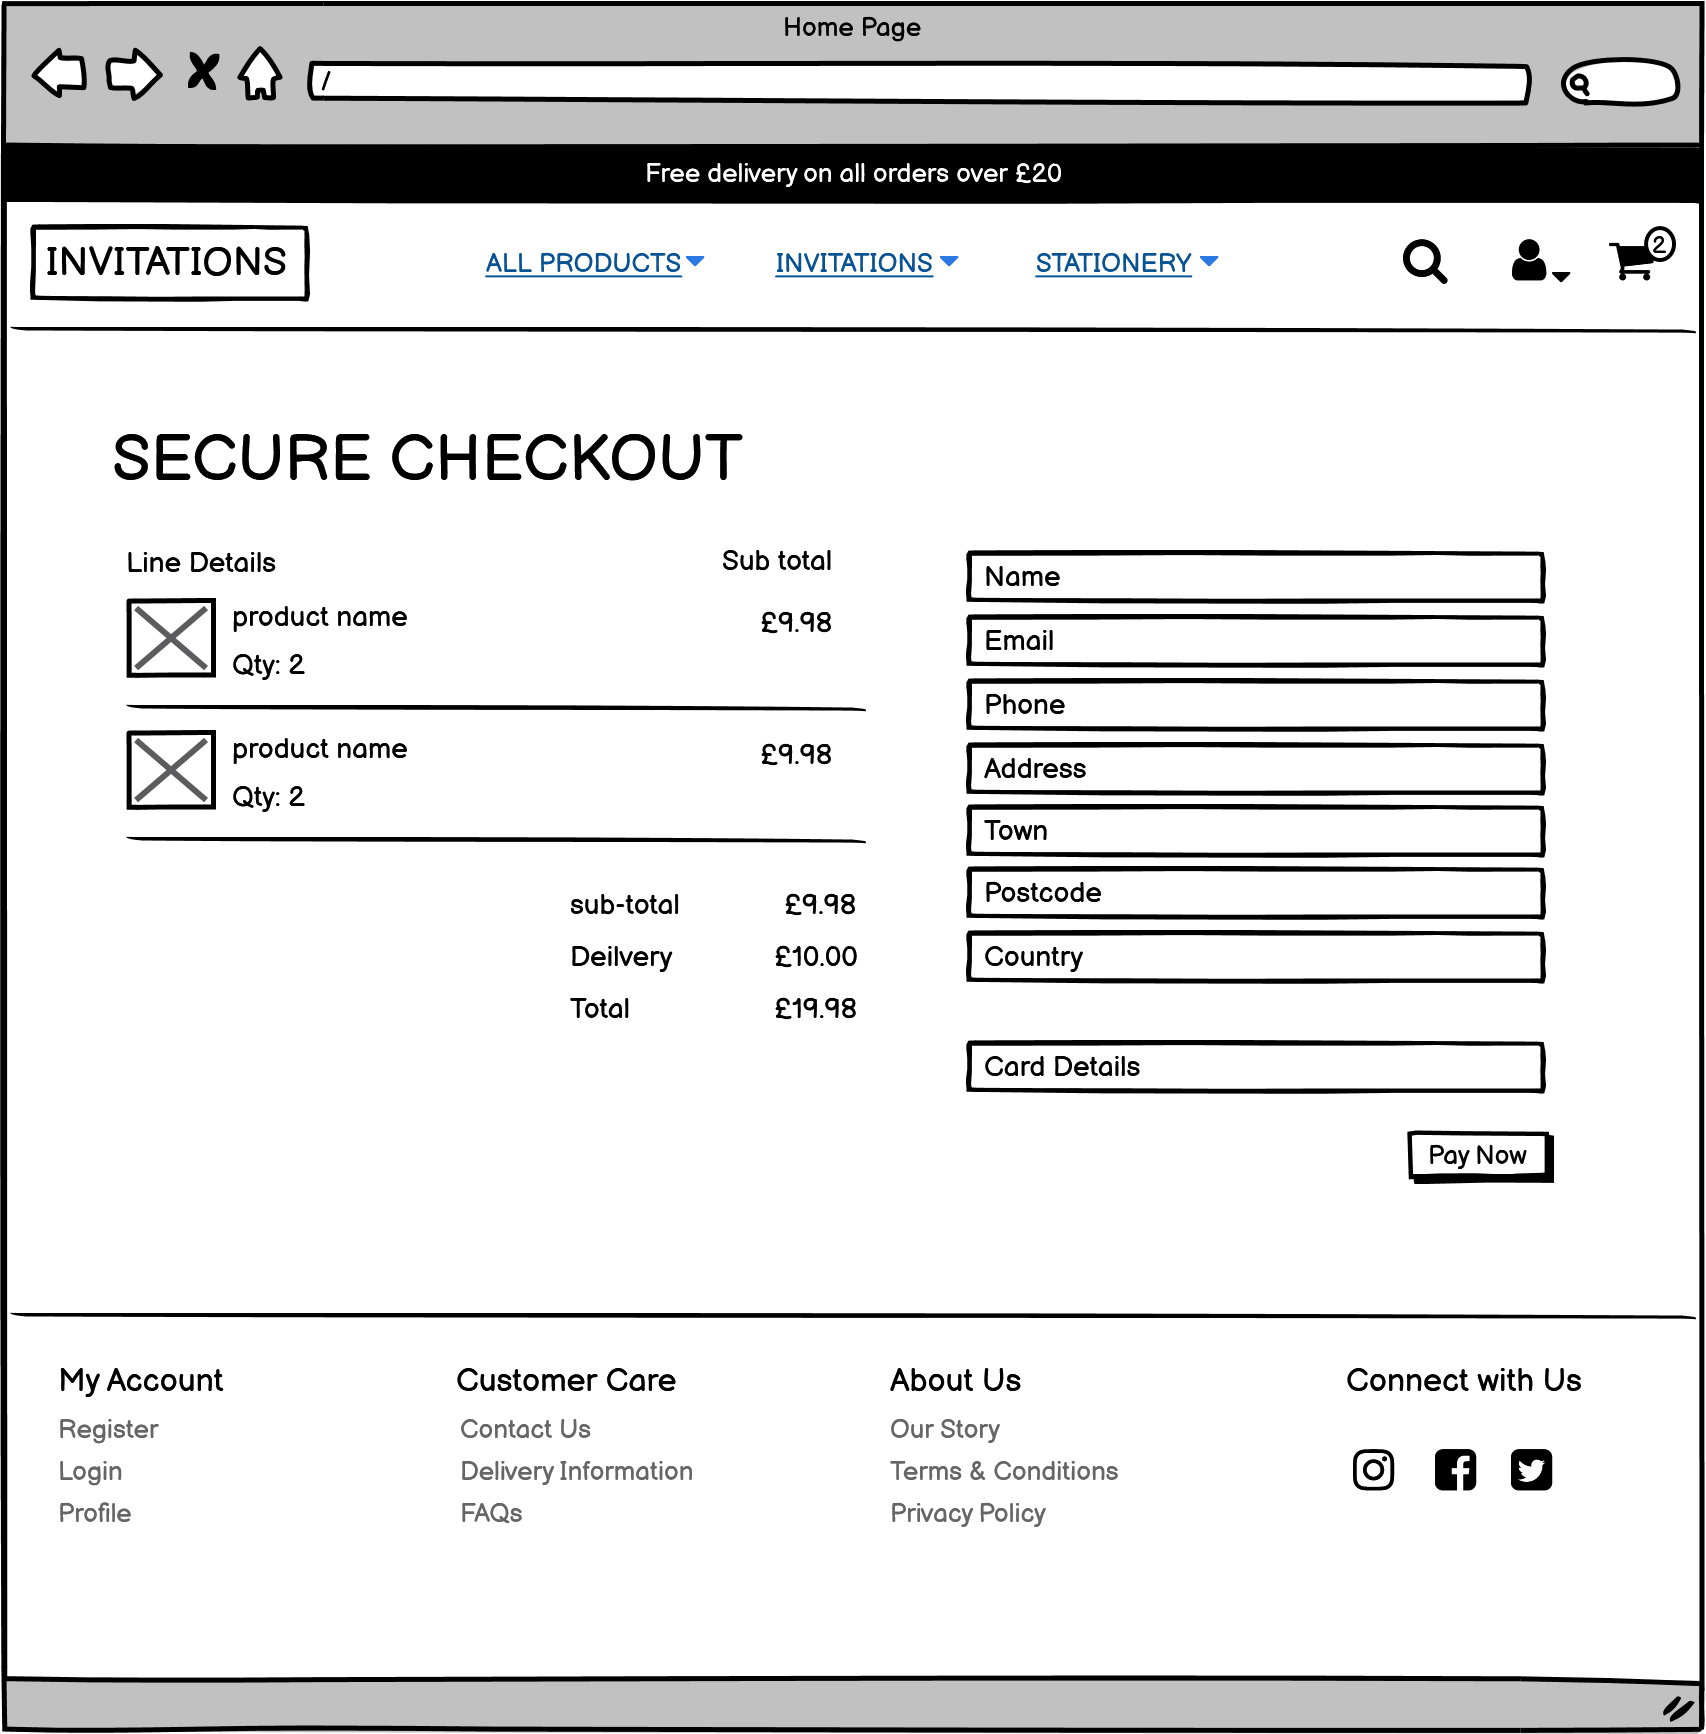 Home Page
/
Free delivery on all orders over £20
INVITATIONS
ALL PRODUCTS INVITATIONS STATIONERY
2
SECURE CHECKOUT
Line Details Sub total
product name £9.98
Qty: 2
product name £9.98
Qty: 2
sub-total £9.98
Deilvery £10.00
Total £19.98
Name
Email
Phone
Address
Town
Postcode
Country
Card Details
Pay Now
My Account
Register
Login
Profile
Customer Care
Contact Us
Delivery Information
FAQs
About Us
Our Story
Terms & Conditions
Privacy Policy
Connect with Us